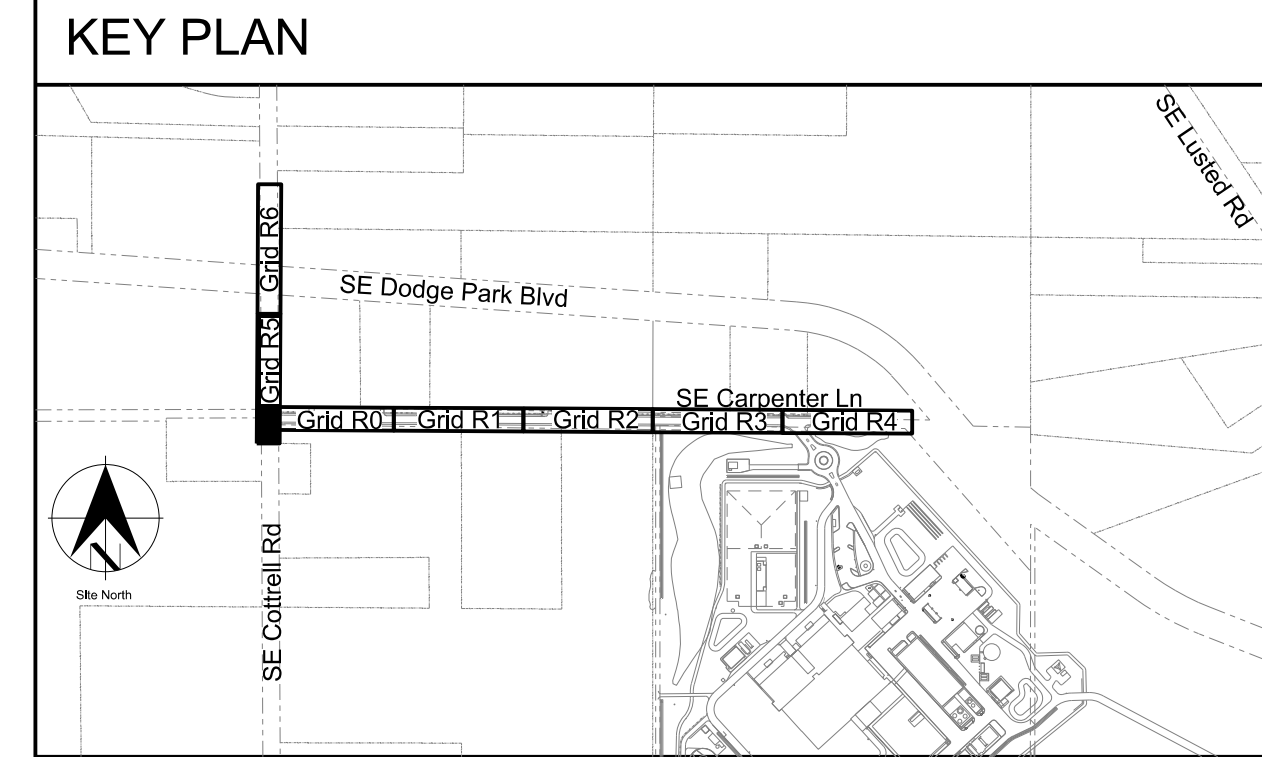 KEY PLAN
SE Lusted Rd
Grid R6
SE Dodge Park Blvd
Grid R5
SE Carpenter Ln
Grid R0
Grid R1
Grid R2
Grid R3
Grid R4
N
SIte North
SE Cottrell Rd